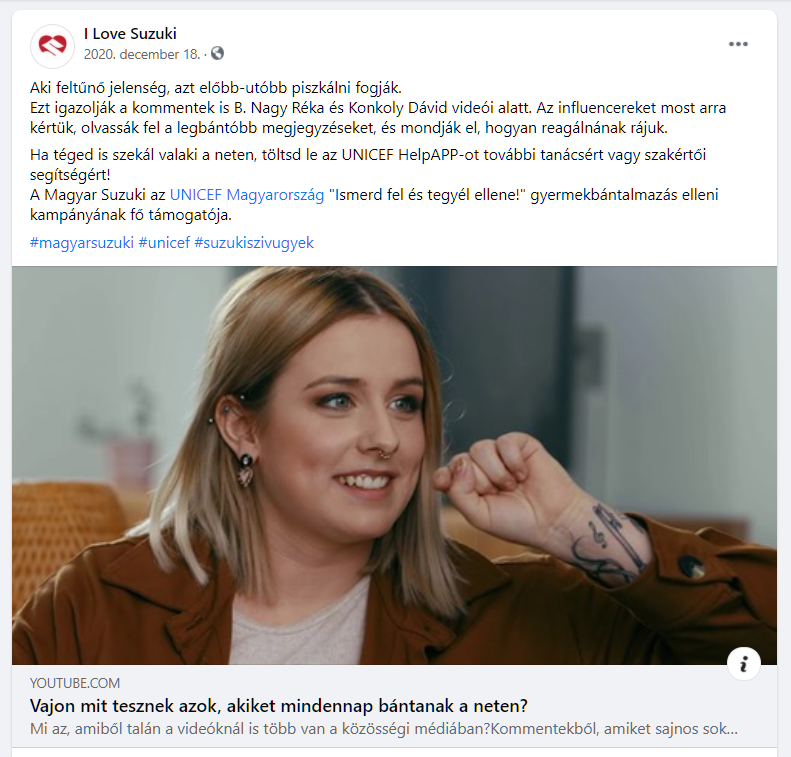 I Love Suzuki
2020. december 18. ·
Aki feltűnő jelenség, azt előbb-utóbb piszkálni fogják.
Ezt igazolják a kommentek is B. Nagy Réka és Konkoly Dávid videói alatt. Az influencereket most arra
kértük, olvassák fel a legbántóbb megjegyzéseket, és mondják el, hogyan reagálnának rájuk.
Ha téged is szekál valaki a neten, töltsd le az UNICEF HelpAPP-ot további tanácsért vagy szakértői
segítségért!
A Magyar Suzuki az UNICEF Magyarország "Ismerd fel és tegyél ellene!" gyermekbántalmazás elleni
kampányának fő támogatója.
#magyarsuzuki #unicef #suzukiszivugyek
YOUTUBE.COM
Vajon mit tesznek azok, akiket mindennap bántanak a neten?
Mi az, amiből talán a videóknál is több van a közösségi médiában?Kommentekből, amiket sajnos sok...